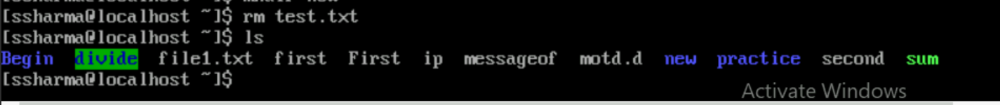 [ssharma@localhost ~]$ rm test.txt
[ssharma@localhost ~]$ ls
Begin divide file1.txt first First ip messageof motd.d new practice second sum
[ssharma@localhost ~]$
Activate Windows